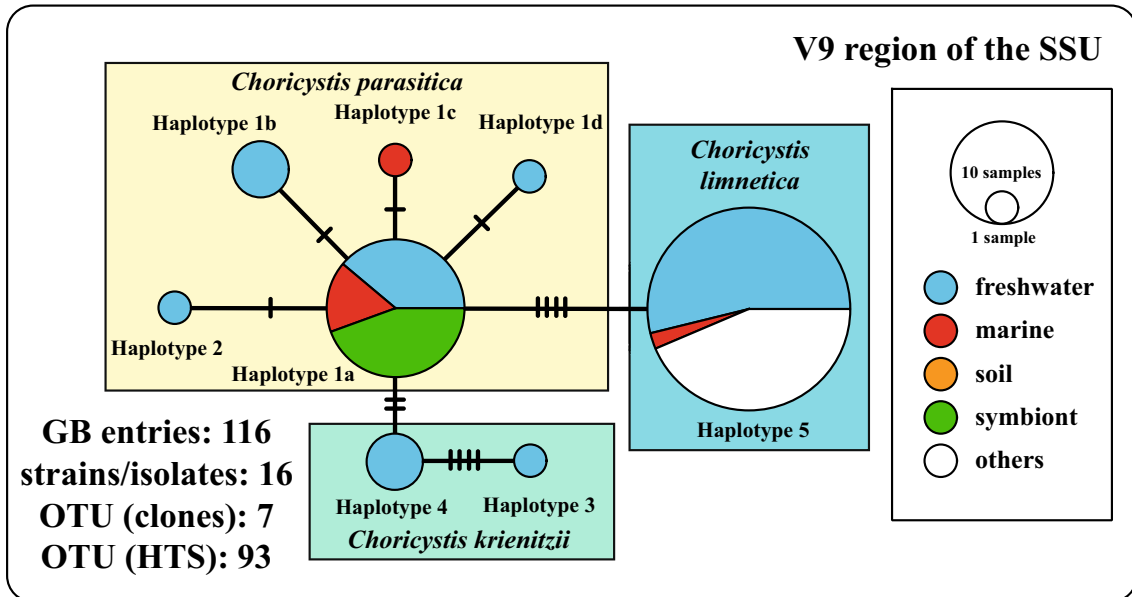 V9 region of the SSU
Choricystis parasitica
Haplotype 1b
Haplotype 1c
Haplotype 1d
Haplotype 2
Haplotype 1a
Choricystis
limnetica
Haplotype 5
Haplotype 4
Haplotype 3
Choricystis krienitzii
GB entries: 116
strains/isolates: 16
OTU (clones): 7
OTU (HTS): 93
10 samples
1 sample
freshwater
marine
soil
symbiont
others